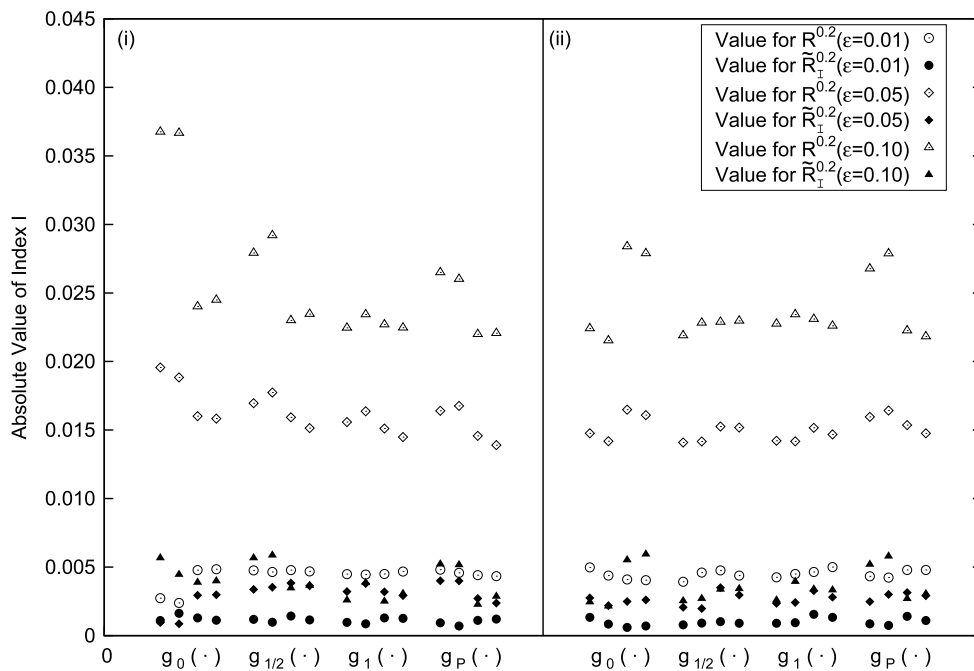 (i)
(ii)
Value for R^0.2(ε=0.01)
Value for R̃_I^0.2(ε=0.01)
Value for R^0.2(ε=0.05)
Value for R̃_I^0.2(ε=0.05)
Value for R^0.2(ε=0.10)
Value for R̃_I^0.2(ε=0.10)
Absolute Value of Index I
0.045
0.040
0.035
0.030
0.025
0.020
0.015
0.010
0.005
0
0 g_0 (·) g_1/2 (·) g_1 (·) g_P (·) g_0 (·) g_1/2 (·) g_1 (·) g_P (·)